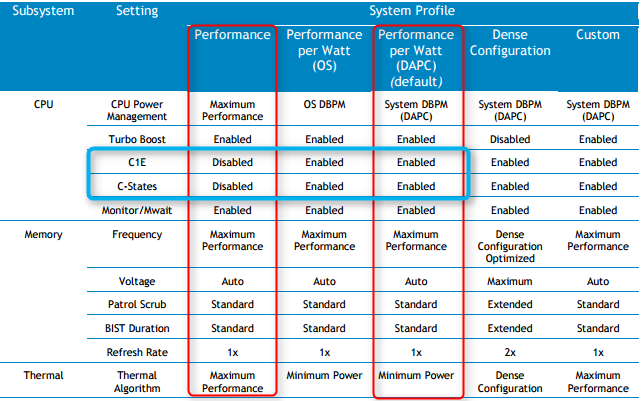 Subsystem Setting System Profile
Performance Performance per Watt (OS) Performance per Watt (DAPC) (default) Dense Configuration Custom
CPU CPU Power Management Maximum Performance OS DBPM System DBPM (DAPC) System DBPM (DAPC) System DBPM (DAPC)
Turbo Boost Enabled Enabled Enabled Disabled Enabled
C1E Disabled Enabled Enabled Enabled Enabled
C-States Disabled Enabled Enabled Enabled Enabled
Monitor/Mwait Enabled Enabled Enabled Enabled Enabled
Memory Frequency Maximum Performance Maximum Performance Maximum Performance Dense Configuration Optimized Maximum Performance
Voltage Auto Auto Auto Maximum Auto
Patrol Scrub Standard Standard Standard Extended Standard
BIST Duration Standard Standard Standard Extended Standard
Refresh Rate 1x 1x 1x 2x 1x
Thermal Thermal Algorithm Maximum Performance Minimum Power Minimum Power Dense Configuration Maximum Performance